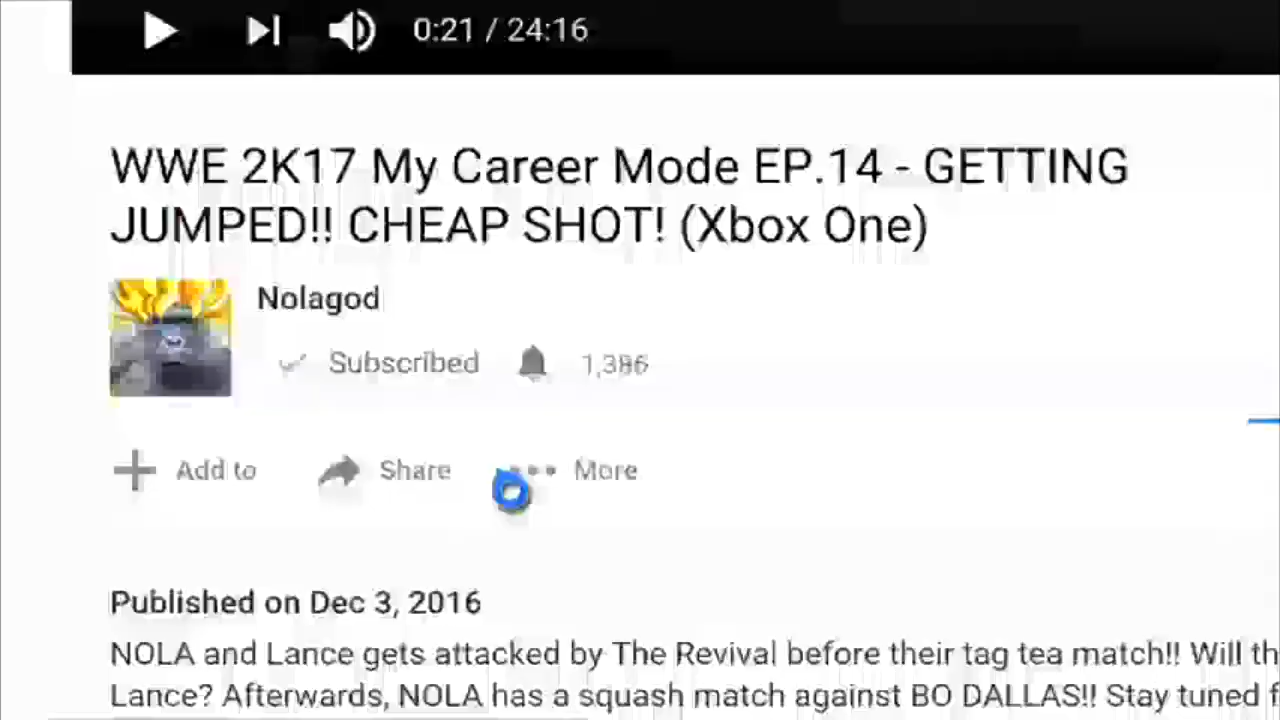 0:21 / 24:16
WWE 2K17 My Career Mode EP.14 - GETTING
JUMPED!! CHEAP SHOT! (Xbox One)
Nolagod
Subscribed 1,386
Add to Share More
Published on Dec 3, 2016
NOLA and Lance gets attacked by The Revival before their tag tea match!! Will th
Lance? Afterwards, NOLA has a squash match against BO DALLAS!! Stay tuned f